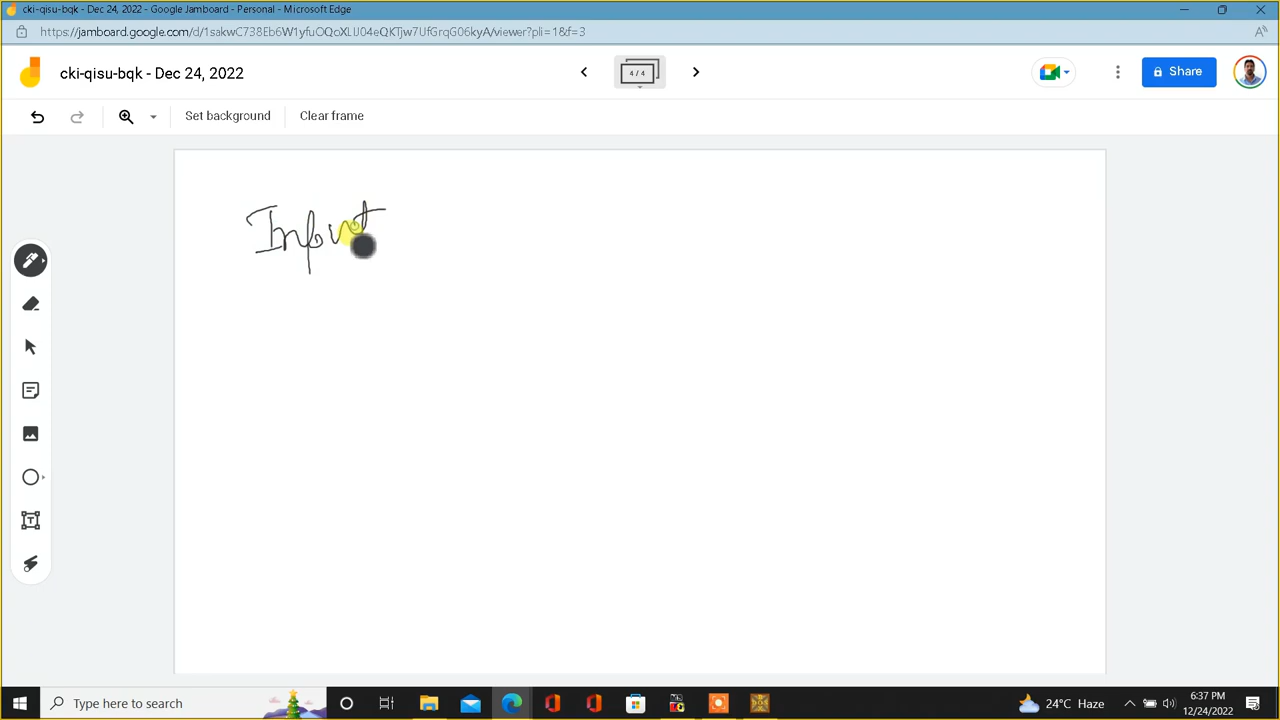 cki-qisu-bqk - Dec 24, 2022 - Google Jamboard - Personal - Microsoft Edge
https://jamboard.google.com/d/1sakwC738Eb6W1yfuOQoXLIJ04eQKTjw7UfGrqG06kyA/viewer?pli=1&f=3
cki-qisu-bqk - Dec 24, 2022
4 / 4
Share
Set background
Clear frame
Input
Type here to search
24°C Haze
6:37 PM
12/24/2022